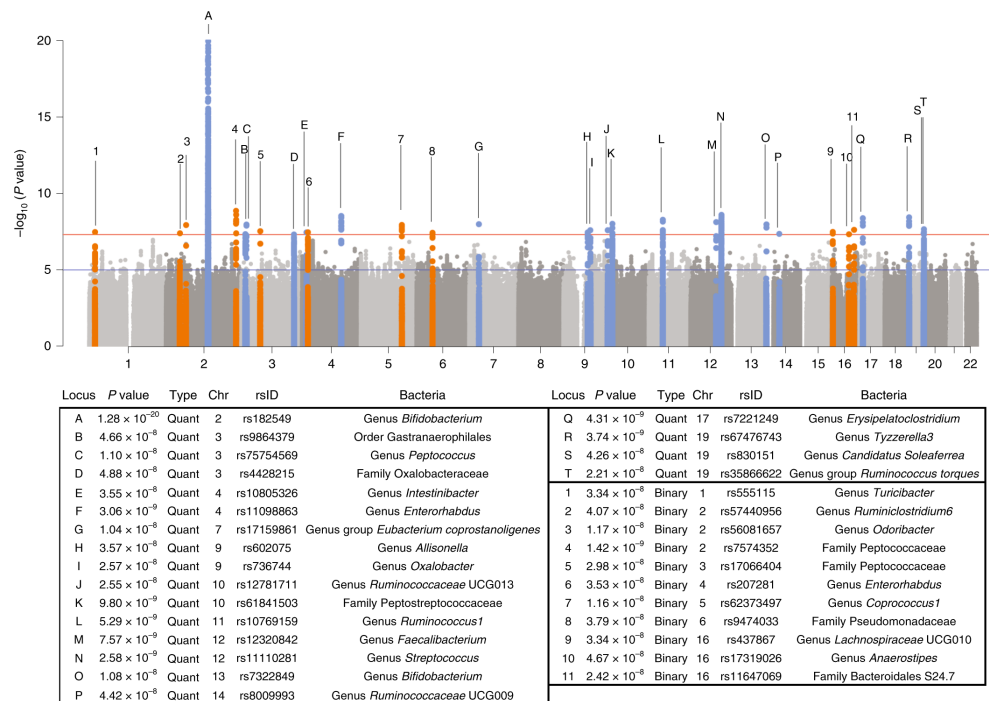 A
20
N
T
S
15
C
E
O
11
4
3
J
F
7
L
H
Q
R
1
B
M
2
5
D
G
8
I
K
P
9
10
6
−log10 (P value)
10
5
0
1 2 3 4 5 6 7 8 9 10 11 12 13 14 15 16 17 18 20 22
Locus P value Type Chr rsID Bacteria
A 1.28 × 10−20 Quant 2 rs182549 Genus Bifidobacterium
B 4.66 × 10−8 Quant 3 rs9864379 Order Gastranaerophilales
C 1.10 × 10−8 Quant 3 rs75754569 Genus Peptococcus
D 4.88 × 10−8 Quant 3 rs4428215 Family Oxalobacteraceae
E 3.55 × 10−8 Quant 4 rs10805326 Genus Intestinibacter
F 3.06 × 10−9 Quant 4 rs11098863 Genus Enterorhabdus
G 1.04 × 10−8 Quant 7 rs17159861 Genus group Eubacterium coprostanoligenes
H 3.57 × 10−8 Quant 9 rs602075 Genus Allisonella
I 2.57 × 10−8 Quant 9 rs736744 Genus Oxalobacter
J 2.55 × 10−8 Quant 10 rs12781711 Genus Ruminococcaceae UCG013
K 9.80 × 10−9 Quant 10 rs61841503 Family Peptostreptococcaceae
L 5.29 × 10−9 Quant 11 rs10769159 Genus Ruminococcus1
M 7.57 × 10−9 Quant 12 rs12320842 Genus Faecalibacterium
N 2.58 × 10−9 Quant 12 rs11110281 Genus Streptococcus
O 1.08 × 10−8 Quant 13 rs7322849 Genus Bifidobacterium
P 4.42 × 10−8 Quant 14 rs8009993 Genus Ruminococcaceae UCG009
Locus P value Type Chr rsID Bacteria
Q 4.31 × 10−9 Quant 17 rs7221249 Genus Erysipelatoclostridium
R 3.74 × 10−9 Quant 19 rs67476743 Genus Tyzzerella3
S 4.26 × 10−8 Quant 19 rs830151 Genus Candidatus Soleaferrea
T 2.21 × 10−8 Quant 19 rs35866622 Genus group Ruminococcus torques
1 3.34 × 10−8 Binary 1 rs555115 Genus Turicibacter
2 4.07 × 10−8 Binary 2 rs57440956 Genus Ruminiclostridium6
3 1.17 × 10−8 Binary 2 rs56081657 Genus Odoribacter
4 1.42 × 10−9 Binary 2 rs7574352 Family Peptococcaceae
5 2.98 × 10−8 Binary 3 rs17066404 Family Peptococcaceae
6 3.53 × 10−8 Binary 4 rs207281 Genus Enterorhabdus
7 1.16 × 10−8 Binary 5 rs62373497 Genus Coprococcus1
8 3.79 × 10−8 Binary 6 rs9474033 Family Pseudomonadaceae
9 3.34 × 10−8 Binary 16 rs437867 Genus Lachnospiraceae UCG010
10 4.67 × 10−8 Binary 16 rs17319026 Genus Anaerostipes
11 2.42 × 10−8 Binary 16 rs11647069 Family Bacteroidales S24.7